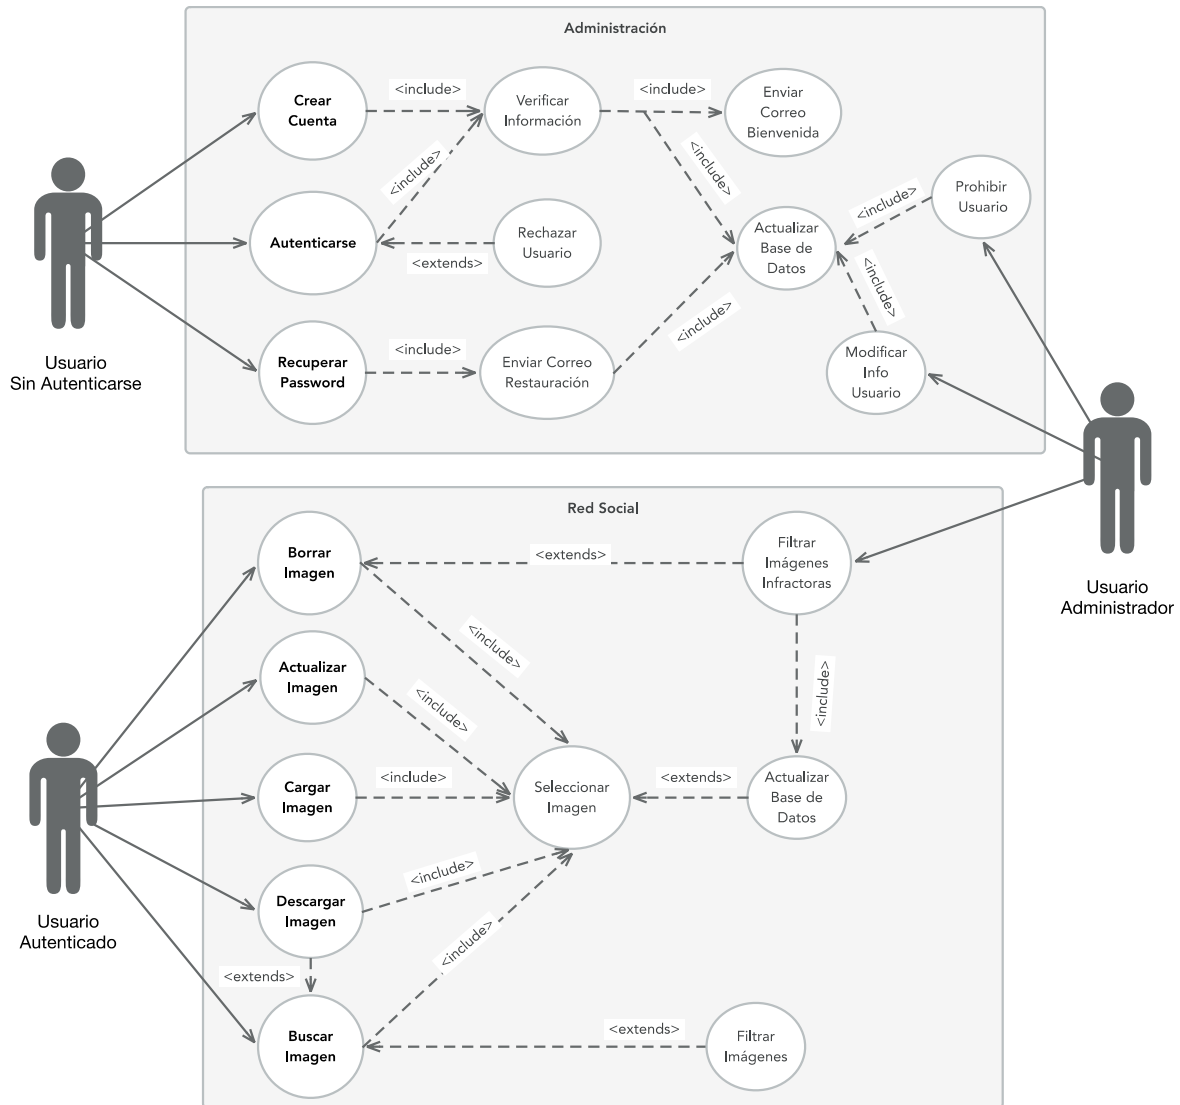 Administración
Crear
Cuenta
<include>
Verificar
Información
<include>
Enviar
Correo
Bienvenida
<include>
<include>
Prohibir
Usuario
<include>
Autenticarse
<extends>
Rechazar
Usuario
Actualizar
Base de
Datos
<include>
Usuario
Sin Autenticarse
Recuperar
Password
<include>
Enviar Correo
Restauración
<include>
Modificar
Info
Usuario
Red Social
Borrar
Imagen
<extends>
Filtrar
Imágenes
Infractoras
Usuario
Administrador
<include>
Actualizar
Imagen
<include>
<include>
Cargar
Imagen
<include>
Seleccionar
Imagen
<extends>
Actualizar
Base de
Datos
Usuario
Autenticado
Descargar
Imagen
<include>
<include>
<extends>
Buscar
Imagen
<extends>
Filtrar
Imágenes